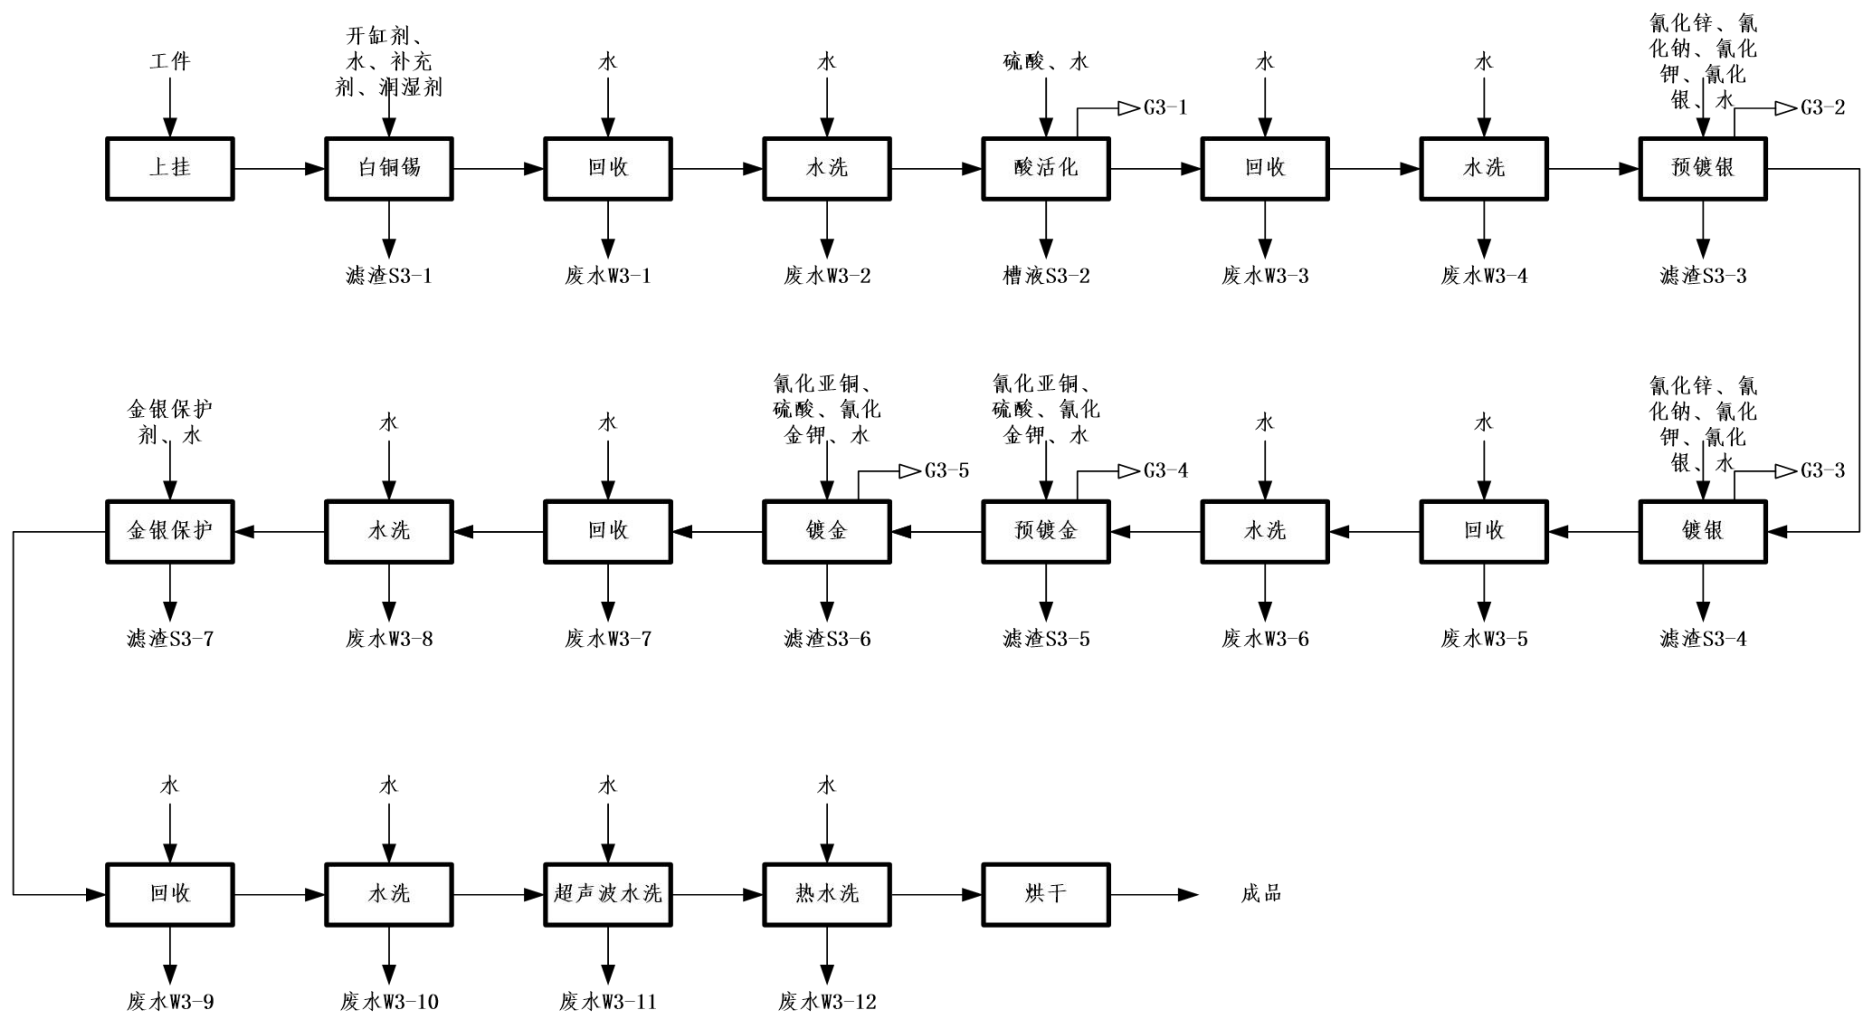 工件
开缸剂、
水、补充
剂、润湿剂
水
水
硫酸、水
水
水
氰化锌、氰
化钠、氰化
钾、氰化
银、水
G3-1
G3-2
上挂
白铜锡
回收
水洗
酸活化
回收
水洗
预镀银
滤渣S3-1
废水W3-1
废水W3-2
槽液S3-2
废水W3-3
废水W3-4
滤渣S3-3
金银保护
剂、水
水
水
氰化亚铜、
硫酸、氰化
金钾、水
氰化亚铜、
硫酸、氰化
金钾、水
水
水
氰化锌、氰
化钠、氰化
钾、氰化
银、水
G3-5
G3-4
G3-3
金银保护
水洗
回收
镀金
预镀金
水洗
回收
镀银
滤渣S3-7
废水W3-8
废水W3-7
滤渣S3-6
滤渣S3-5
废水W3-6
废水W3-5
滤渣S3-4
水
水
水
水
回收
水洗
超声波水洗
热水洗
烘干
成品
废水W3-9
废水W3-10
废水W3-11
废水W3-12